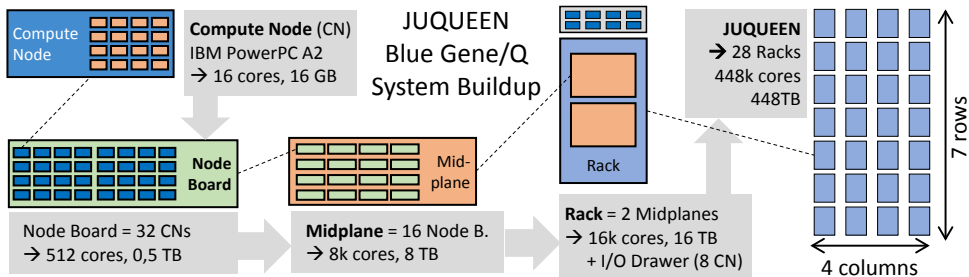 Compute
Node
Compute Node (CN)
IBM PowerPC A2
→ 16 cores, 16 GB
JUQUEEN
Blue Gene/Q
System Buildup
JUQUEEN
→ 28 Racks
448k cores
448TB
7 rows
4 columns
Node
Board
Mid-
plane
Rack
Node Board = 32 CNs
→ 512 cores, 0,5 TB
Midplane = 16 Node B.
→ 8k cores, 8 TB
Rack = 2 Midplanes
→ 16k cores, 16 TB
+ I/O Drawer (8 CN)